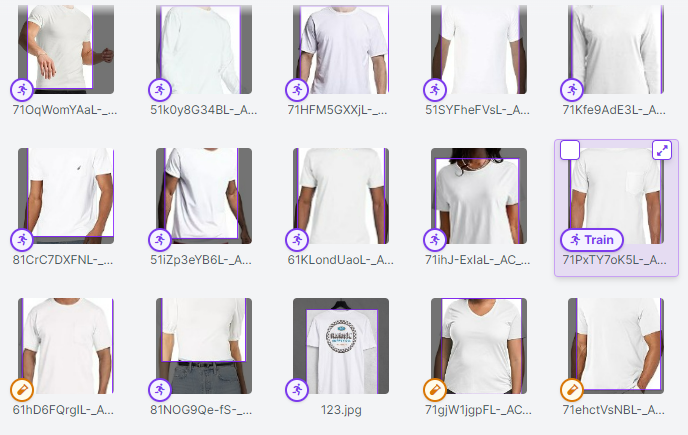 71OqWomYAaL-_...
51k0y8G34BL-_A...
71HFM5GXXjL-_...
51SYFheFVsL-_A...
71Kfe9AdE3L-_A...
81CrC7DXFNL-_...
51iZp3eYB6L-_A...
61KLondUaoL-_A...
71ihJ-ExIaL-_AC_...
Train
71PxTY7oK5L-_A...
61hD6FQrgIL-_A...
81NOG9Qe-fS-_...
123.jpg
71gjW1jgpFL-_AC...
71ehctVsNBL-_A...